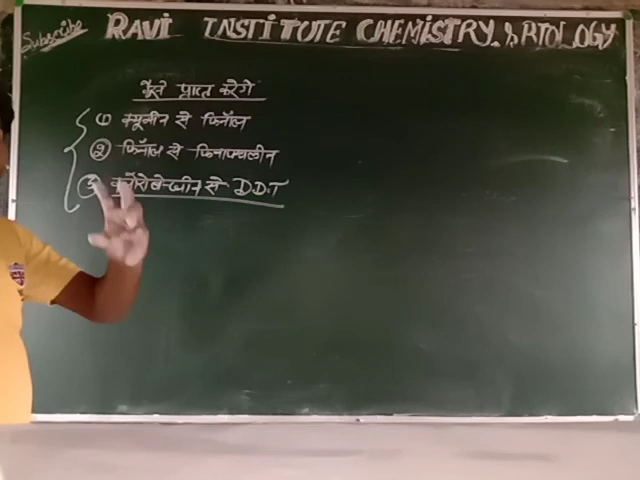 Subscribe RAVI INSTITUTE CHEMISTRY & BIOLOGY
कैसे प्राप्त करेगे
(1) क्यूमीन से फिनॉल
(2) फिनॉल से फिनाफ्थलीन
(3) क्लोरोबेन्जीन से D.D.T